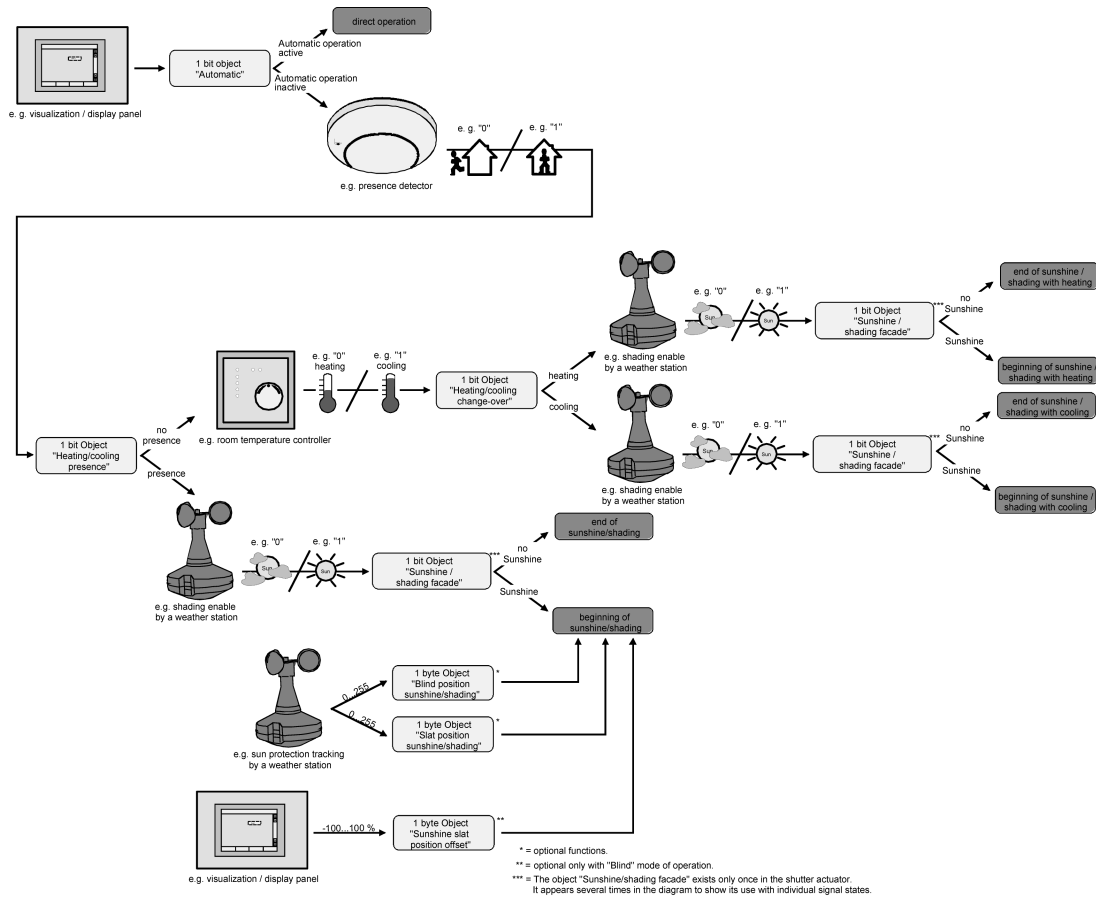 direct operation
Automatic operation
active
1 bit object
"Automatic"
Automatic operation
inactive
e. g. visualization / display panel
e. g. "0"
e. g. "1"
e.g. presence detector
end of sunshine /
shading with heating
e. g. "0"
e. g. "1"
Sun
Sun
1 bit Object
"Sunshine /
shading facade"
***
no
Sunshine
Sunshine
e. g. "0"
heating
e. g. "1"
cooling
e.g. shading enable
by a weather station
beginning of sunshine /
shading with heating
1 bit Object
"Heating/cooling
change-over"
heating
cooling
end of sunshine /
shading with cooling
e. g. "0"
e. g. "1"
Sun
Sun
1 bit Object
"Sunshine /
shading facade"
***
no
Sunshine
Sunshine
e.g. room temperature controller
no
presence
1 bit Object
"Heating/cooling
presence"
presence
e.g. shading enable
by a weather station
beginning of sunshine /
shading with cooling
end of
sunshine/shading
e. g. "0"
e. g. "1"
Sun
Sun
1 bit Object
"Sunshine /
shading facade"
***
no
Sunshine
Sunshine
e.g. shading enable
by a weather station
beginning of
sunshine/shading
1 byte Object
"Blind position
sunshine/shading"
*
0...255
0...255
1 byte Object
"Slat position
sunshine/shading"
*
e.g. sun protection tracking
by a weather station
-100...100 %
1 byte Object
"Sunshine slat
position offset"
**
e.g. visualization / display panel
* = optional functions.
** = optional only with "Blind" mode of operation.
*** = The object "Sunshine/shading facade" exists only once in the shutter actuator.
It appears several times in the diagram to show its use with individual signal states.